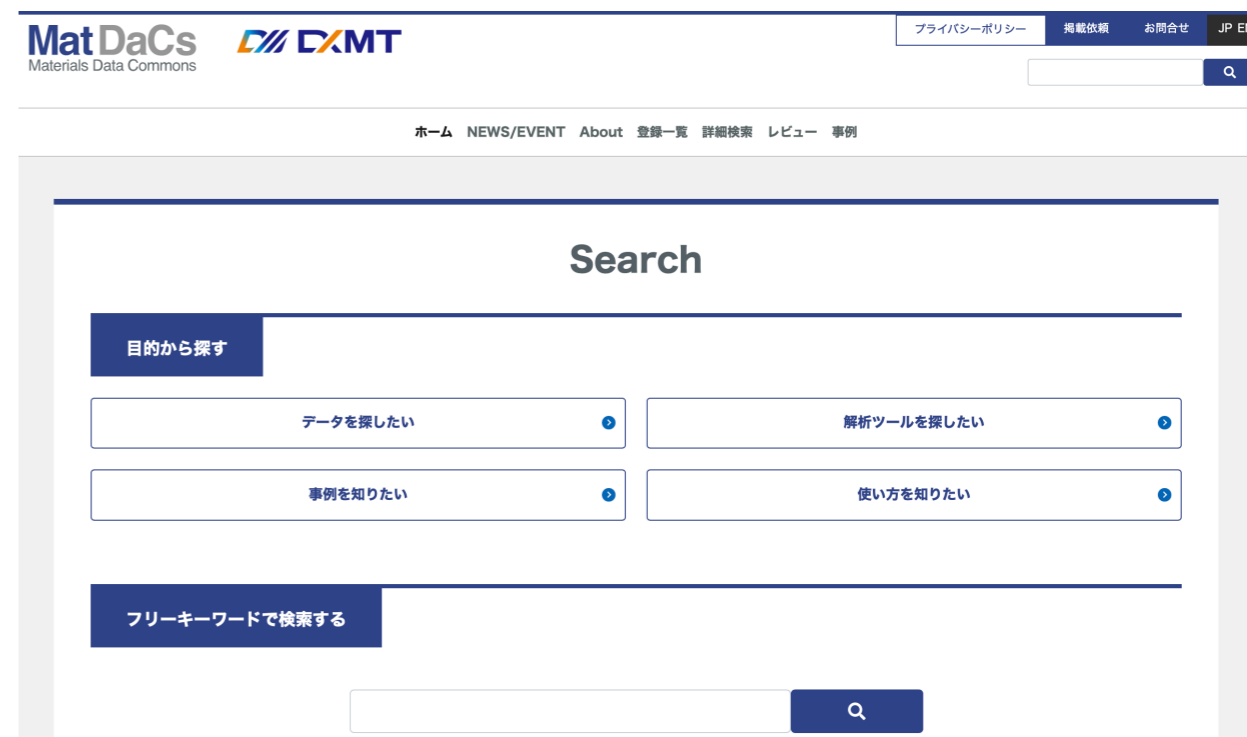 MatDaCs
Materials Data Commons
DXMT
プライバシーポリシー 掲載依頼 お問合せ JP
ホーム NEWS/EVENT About 登録一覧 詳細検索 レビュー 事例
Search
目的から探す
データを探したい 解析ツールを探したい
事例を知りたい 使い方を知りたい
フリーキーワードで検索する